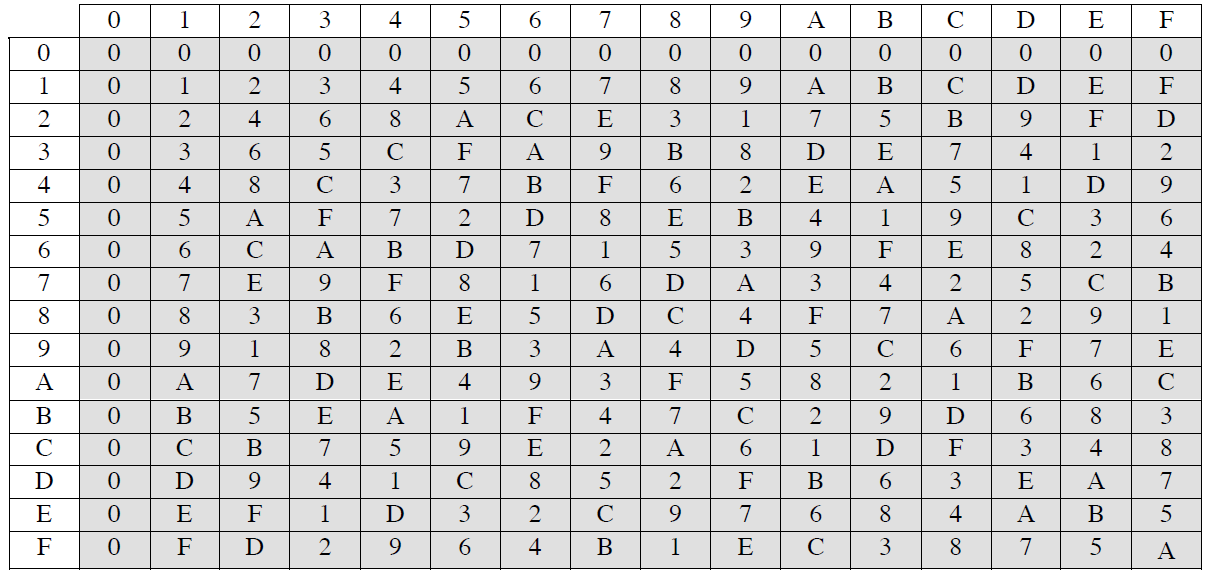 0 1 2 3 4 5 6 7 8 9 A B C D E F
0 0 0 0 0 0 0 0 0 0 0 0 0 0 0 0 0
1 0 1 2 3 4 5 6 7 8 9 A B C D E F
2 0 2 4 6 8 A C E 3 1 7 5 B 9 F D
3 0 3 6 5 C F A 9 B 8 D E 7 4 1 2
4 0 4 8 C 3 7 B F 6 2 E A 5 1 D 9
5 0 5 A F 7 2 D 8 E B 4 1 9 C 3 6
6 0 6 C A B D 7 1 5 3 9 F E 8 2 4
7 0 7 E 9 F 8 1 6 D A 3 4 2 5 C B
8 0 8 3 B 6 E 5 D C 4 F 7 A 2 9 1
9 0 9 1 8 2 B 3 A 4 D 5 C 6 F 7 E
A 0 A 7 D E 4 9 3 F 5 8 2 1 B 6 C
B 0 B 5 E A 1 F 4 7 C 2 9 D 6 8 3
C 0 C B 7 5 9 E 2 A 6 1 D F 3 4 8
D 0 D 9 4 1 C 8 5 2 F B 6 3 E A 7
E 0 E F 1 D 3 2 C 9 7 6 8 4 A B 5
F 0 F D 2 9 6 4 B 1 E C 3 8 7 5 A